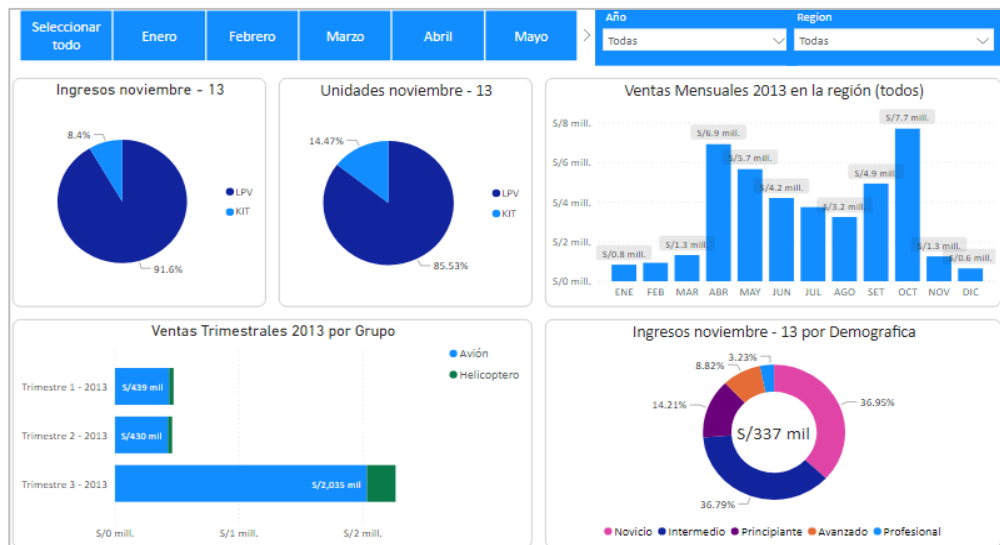 Seleccionar
todo
Enero
Febrero
Marzo
Abril
Mayo
Año
Todas
Region
Todas
Ingresos noviembre - 13
8.4%
91.6%
LPV
KIT
Unidades noviembre - 13
14.47%
85.53%
LPV
KIT
Ventas Mensuales 2013 en la región (todos)
S/8 mill.
S/6 mill.
S/4 mill.
S/2 mill.
S/0 mill.
S/0.8 mill.
S/1.3 mill.
S/6.9 mill.
S/5.7 mill.
S/4.2 mill.
S/3.2 mill.
S/4.9 mill.
S/7.7 mill.
S/1.3 mill.
S/0.6 mill.
ENE FEB MAR ABR MAY JUN JUL AGO SET OCT NOV DIC
Ventas Trimestrales 2013 por Grupo
Avión
Helicoptero
Trimestre 1 - 2013
S/439 mil
Trimestre 2 - 2013
S/430 mil
Trimestre 3 - 2013
S/2,035 mil
S/0 mill. S/1 mill. S/2 mill.
Ingresos noviembre - 13 por Demografica
3.23%
8.82%
14.21%
36.95%
S/337 mil
36.79%
Novicio Intermedio Principiante Avanzado Profesional